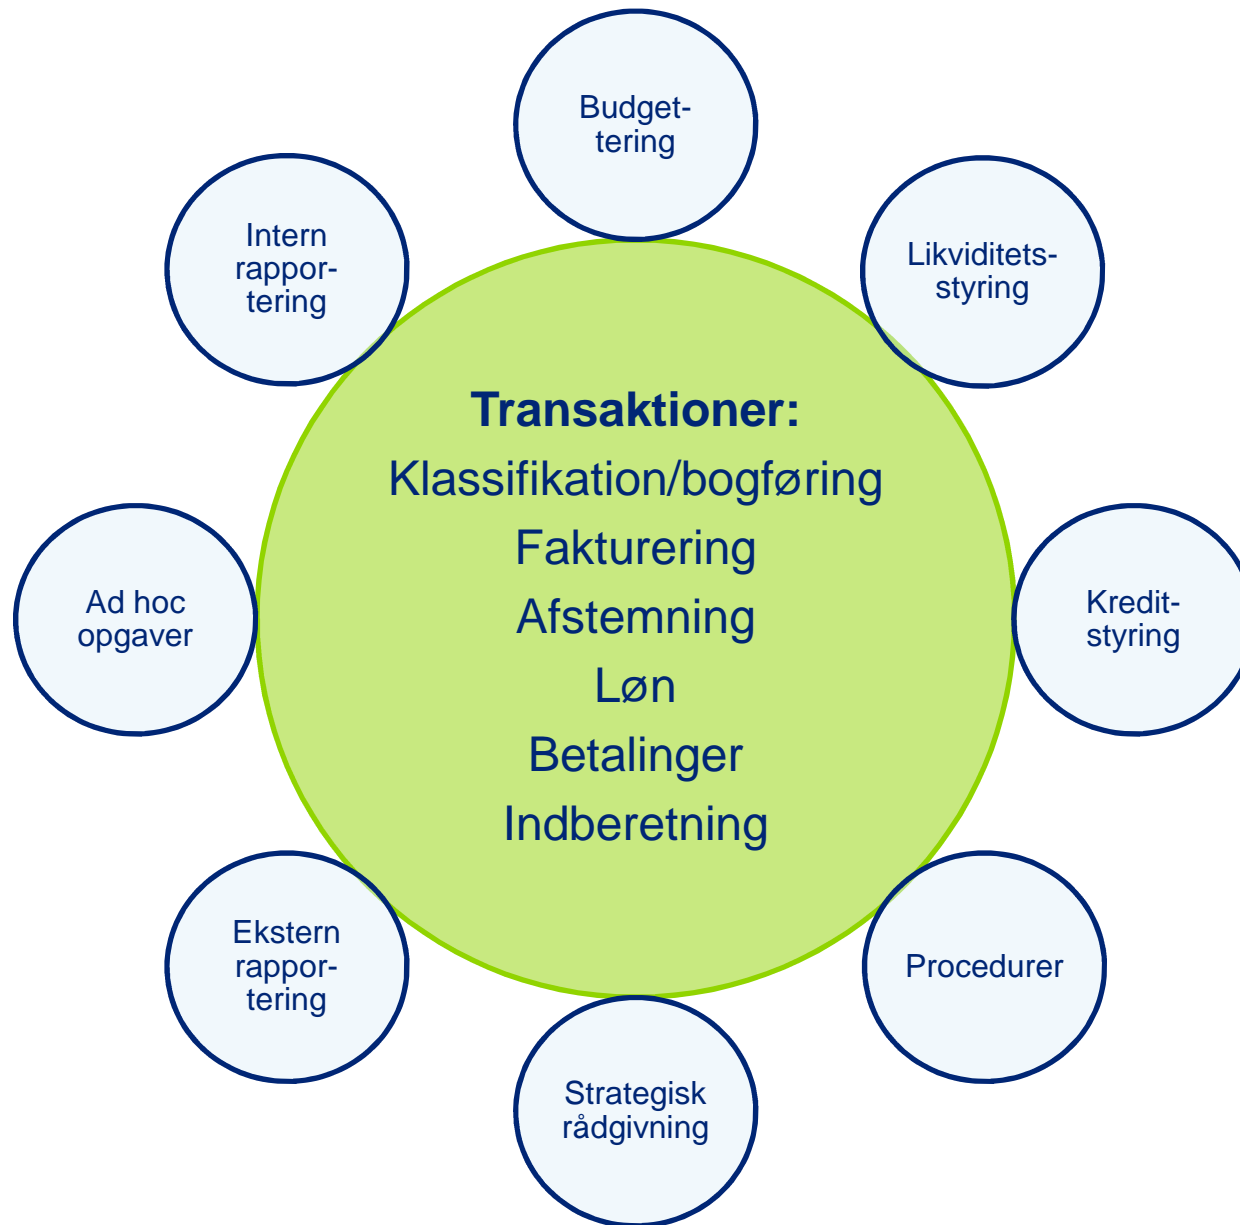 Budget-
tering
Intern
rappor-
tering
Likviditets-
styring
Transaktioner:
Klassifikation/bogføring
Fakturering
Afstemning
Løn
Betalinger
Indberetning
Ad hoc
opgaver
Kredit-
styring
Ekstern
rappor-
tering
Procedurer
Strategisk
rådgivning